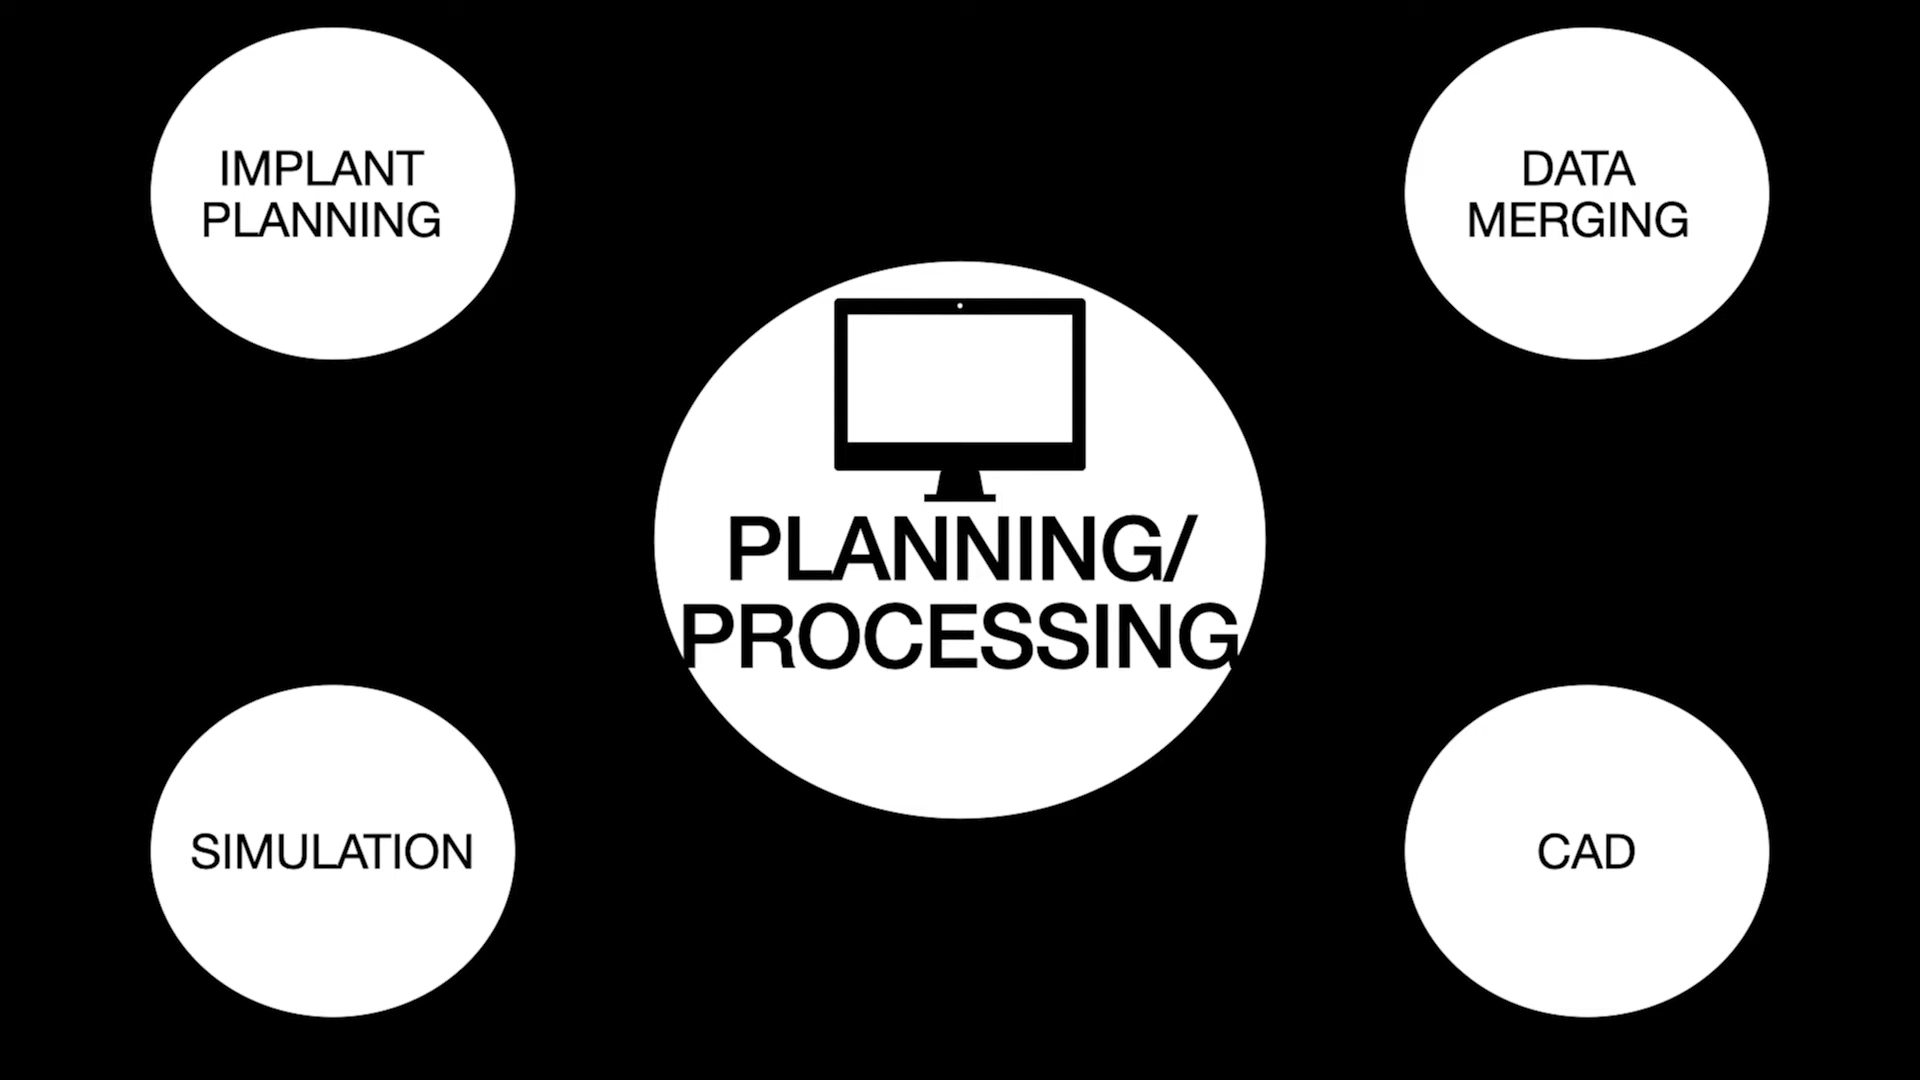 IMPLANT
PLANNING
DATA
MERGING
PLANNING/
PROCESSING
SIMULATION
CAD